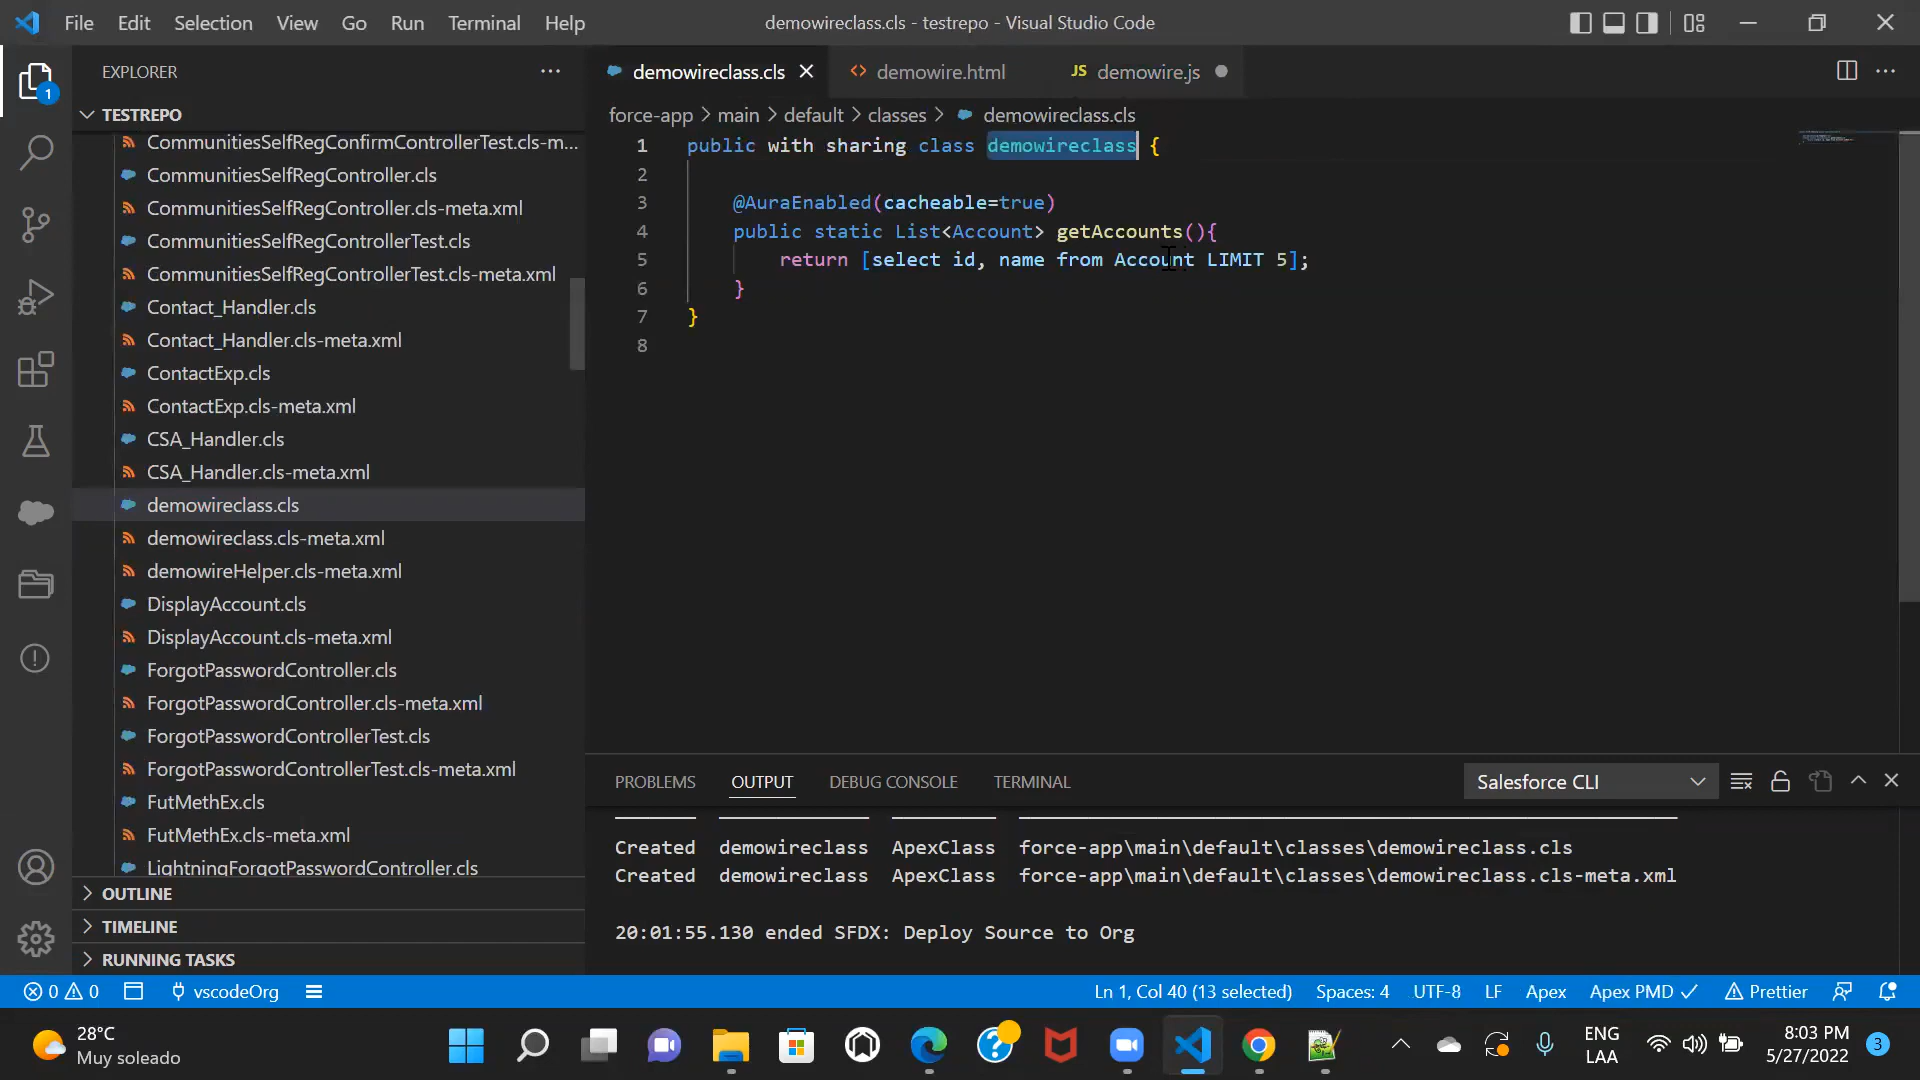 File Edit Selection View Go Run Terminal Help
demowireclass.cls - testrepo - Visual Studio Code
EXPLORER
demowireclass.cls
demowire.html
JS demowire.js
1
TESTREPO
force-app > main > default > classes > demowireclass.cls
CommunitiesSelfRegConfirmControllerTest.cls-m...
CommunitiesSelfRegController.cls
CommunitiesSelfRegController.cls-meta.xml
CommunitiesSelfRegControllerTest.cls
CommunitiesSelfRegControllerTest.cls-meta.xml
Contact_Handler.cls
Contact_Handler.cls-meta.xml
ContactExp.cls
ContactExp.cls-meta.xml
CSA_Handler.cls
CSA_Handler.cls-meta.xml
demowireclass.cls
demowireclass.cls-meta.xml
demowireHelper.cls-meta.xml
DisplayAccount.cls
DisplayAccount.cls-meta.xml
ForgotPasswordController.cls
ForgotPasswordController.cls-meta.xml
ForgotPasswordControllerTest.cls
ForgotPasswordControllerTest.cls-meta.xml
FutMethEx.cls
FutMethEx.cls-meta.xml
LightningForgotPasswordController.cls
OUTLINE
TIMELINE
RUNNING TASKS
1 public with sharing class demowireclass {
2
3 @AuraEnabled(cacheable=true)
4 public static List<Account> getAccounts(){
5 return [select id, name from Account LIMIT 5];
6 }
7 }
8
PROBLEMS OUTPUT DEBUG CONSOLE TERMINAL
Salesforce CLI
Created demowireclass ApexClass force-app\main\default\classes\demowireclass.cls
Created demowireclass ApexClass force-app\main\default\classes\demowireclass.cls-meta.xml
20:01:55.130 ended SFDX: Deploy Source to Org
0 0 vscodeOrg
Ln 1, Col 40 (13 selected) Spaces: 4 UTF-8 LF Apex Apex PMD Prettier
28°C
Muy soleado
ENG
LAA
8:03 PM
5/27/2022
3